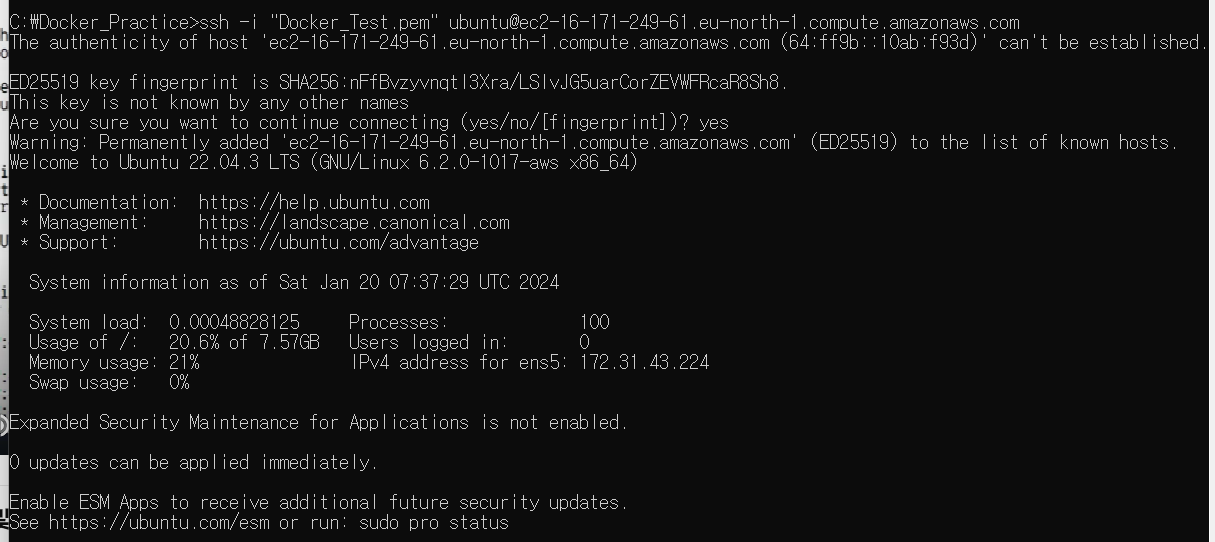 C:₩Docker_Practice>ssh -i "Docker_Test.pem" ubuntu@ec2-16-171-249-61.eu-north-1.compute.amazonaws.com
The authenticity of host 'ec2-16-171-249-61.eu-north-1.compute.amazonaws.com (64:ff9b::10ab:f93d)' can't be established.
ED25519 key fingerprint is SHA256:nFfBvzyvnqtl3Xra/LSlvJG5uarCorZEVWFRcaR8Sh8.
This key is not known by any other names
Are you sure you want to continue connecting (yes/no/[fingerprint])? yes
Warning: Permanently added 'ec2-16-171-249-61.eu-north-1.compute.amazonaws.com' (ED25519) to the list of known hosts.
Welcome to Ubuntu 22.04.3 LTS (GNU/Linux 6.2.0-1017-aws x86_64)
* Documentation:  https://help.ubuntu.com
* Management:     https://landscape.canonical.com
* Support:        https://ubuntu.com/advantage
System information as of Sat Jan 20 07:37:29 UTC 2024
System load:  0.00048828125     Processes:             100
Usage of /:   20.6% of 7.57GB   Users logged in:       0
Memory usage: 21%               IPv4 address for ens5: 172.31.43.224
Swap usage:   0%
Expanded Security Maintenance for Applications is not enabled.
0 updates can be applied immediately.
Enable ESM Apps to receive additional future security updates.
See https://ubuntu.com/esm or run: sudo pro status